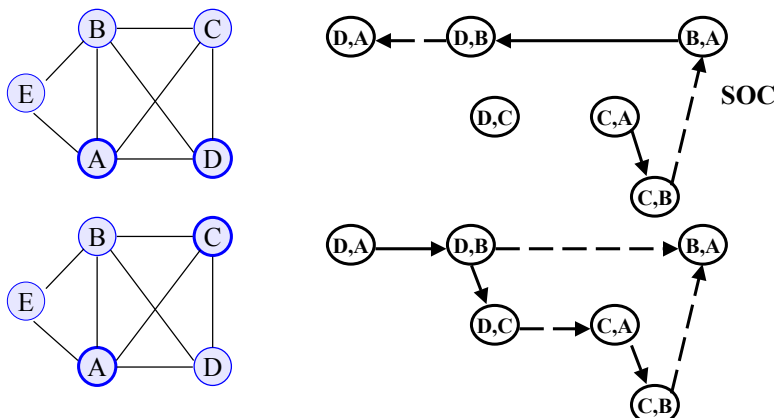 B C D,A D,B B,A
E SOC
D,C C,A
A D
C,B
B C D,A D,B B,A
E
D,C C,A
A D
C,B